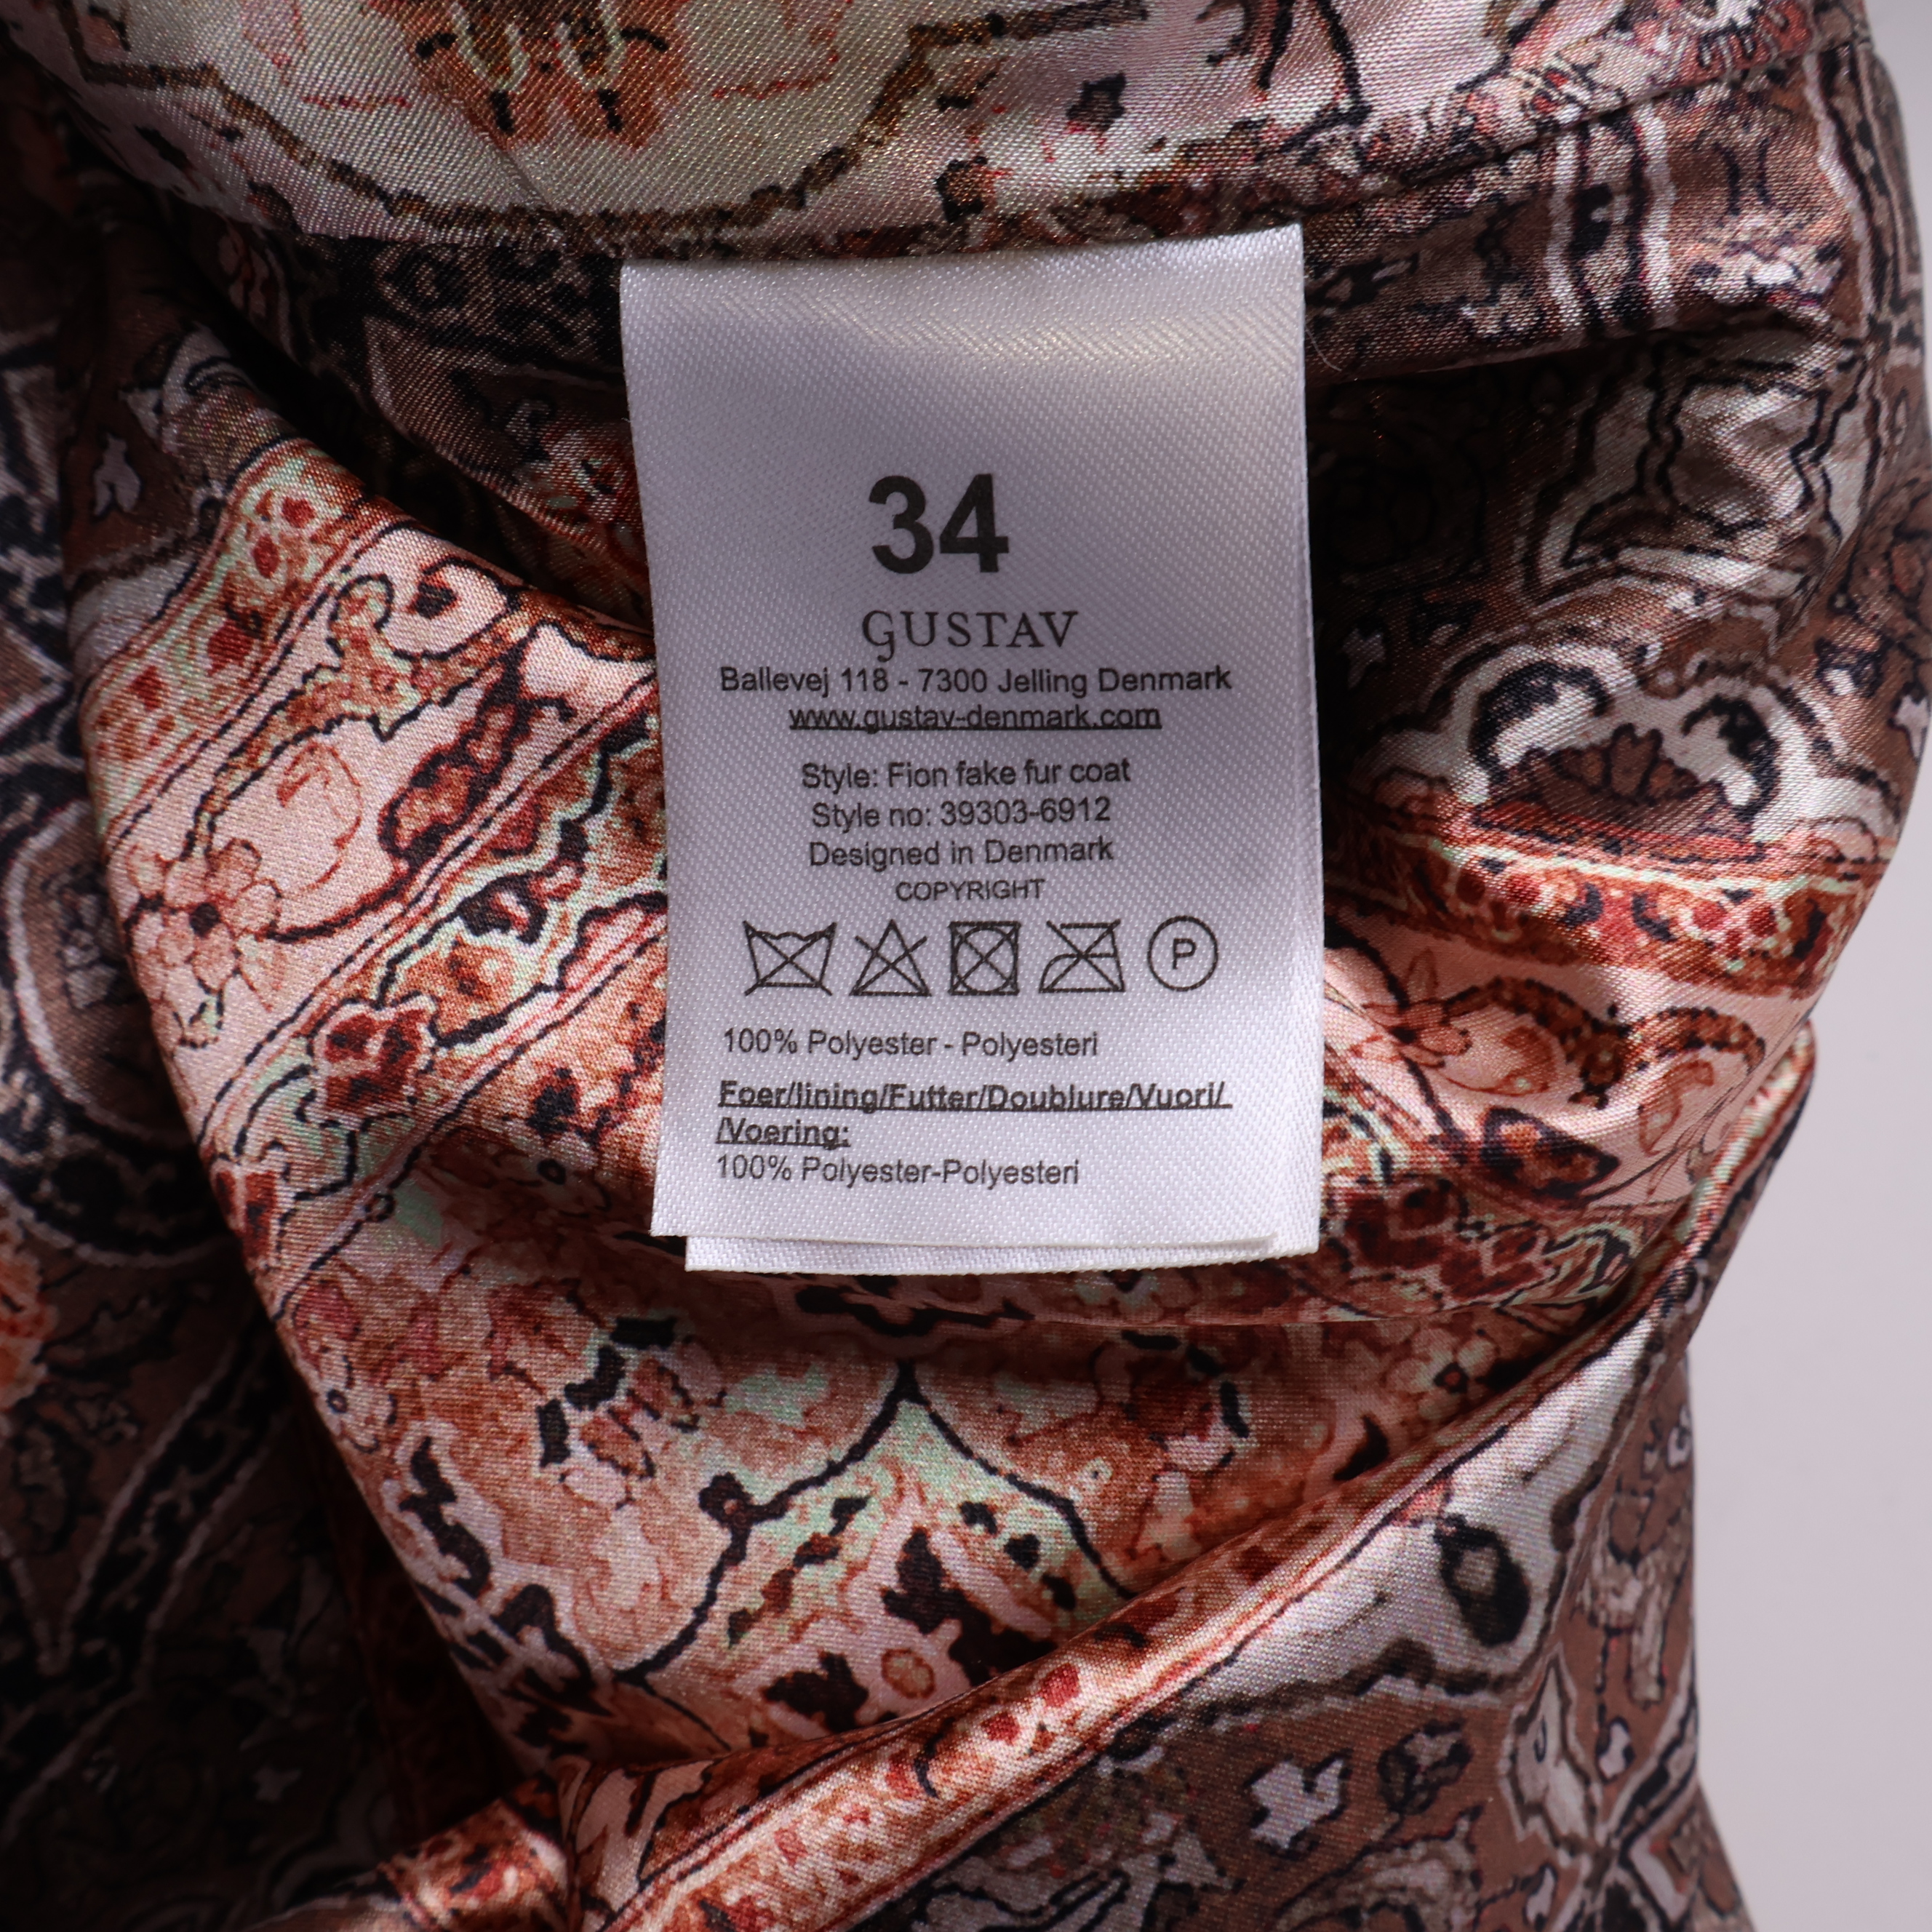 34
GUSTAV
Ballevej 118 - 7300 Jelling Denmark
www.gustav-denmark.com
Style: Fion fake fur coat
Style no: 39303-6912
Designed in Denmark
COPYRIGHT
P
100% Polyester - Polyesteri
Foer/lining/Futter/Doublure/Vuori/
/Voering:
100% Polyester-Polyesteri